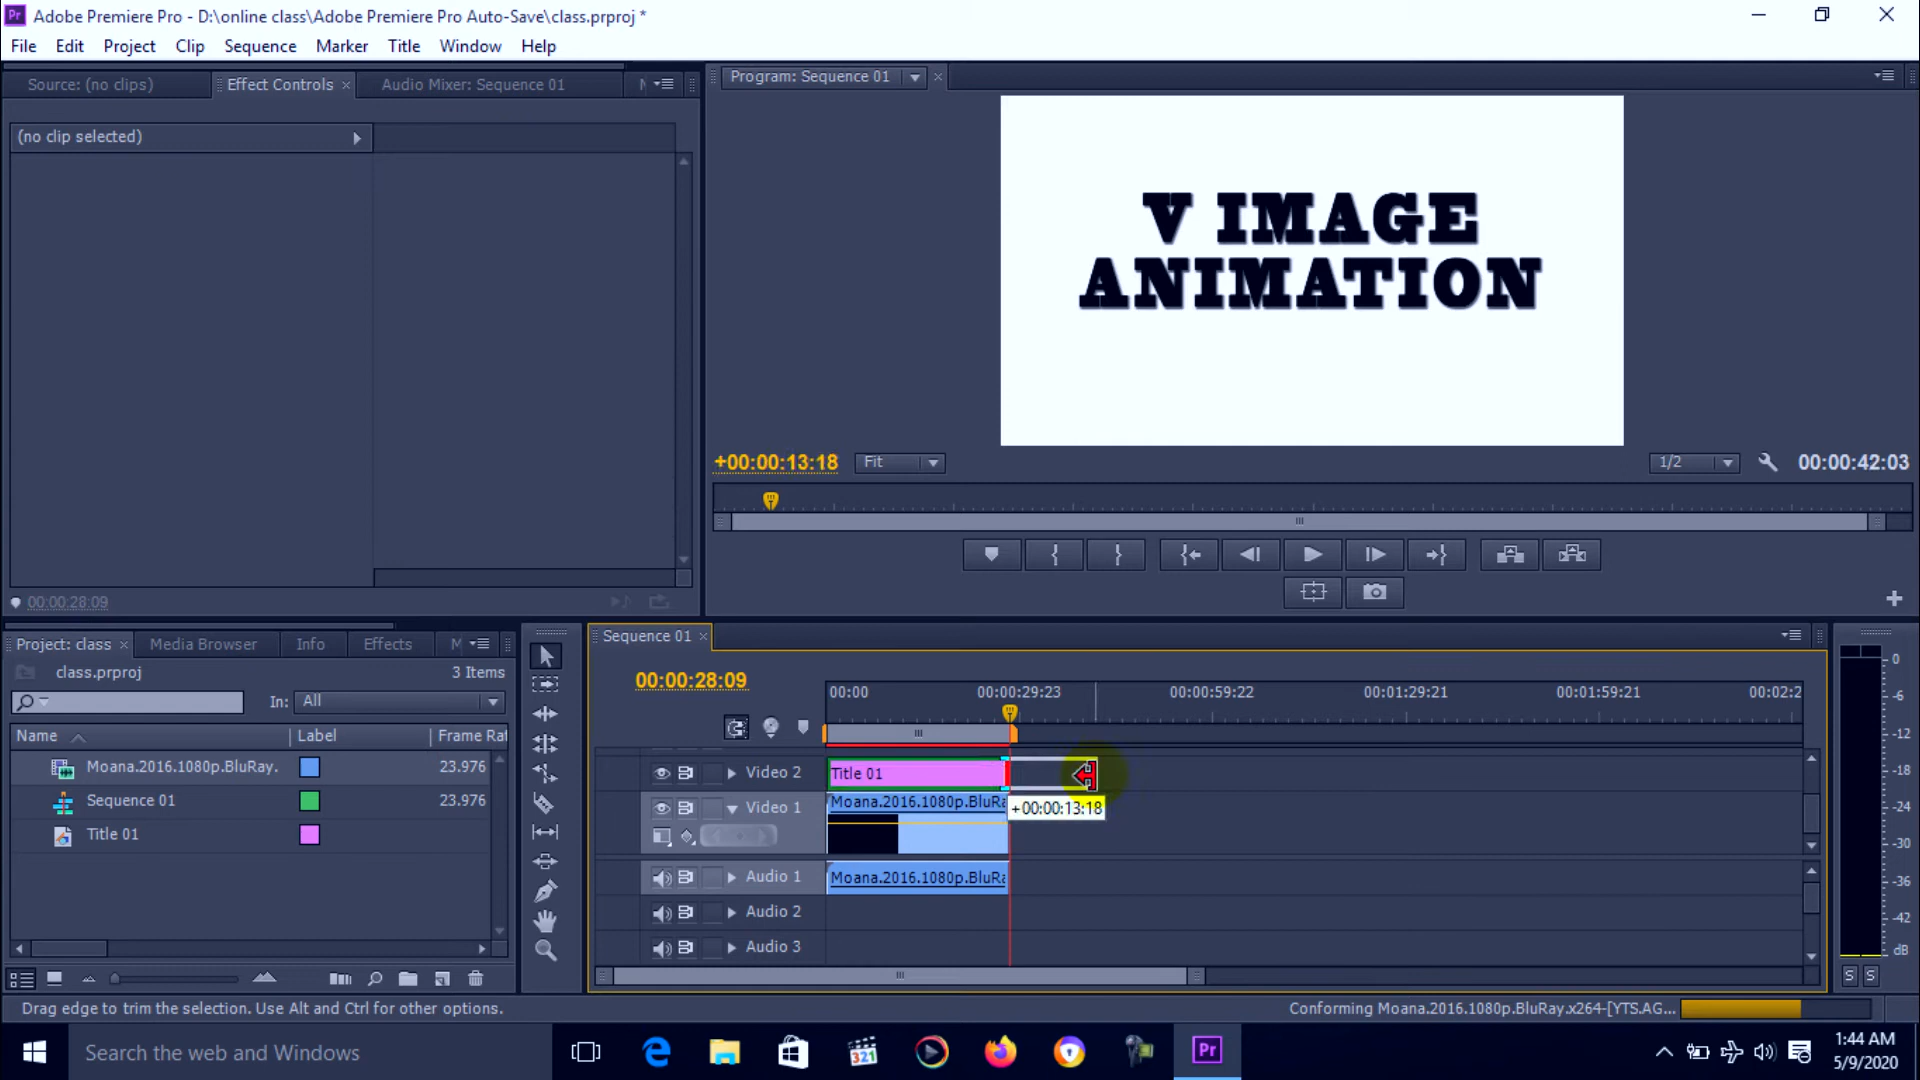 Pr Adobe Premiere Pro - D:\online class\Adobe Premiere Pro Auto-Save\class.prproj *
File Edit Project Clip Sequence Marker Title Window Help
Source: (no clips) Effect Controls × Audio Mixer: Sequence 01
Program: Sequence 01 ×
(no clip selected)
V IMAGE
ANIMATION
+00:00:13:18 Fit 1/2 00:00:42:03
00:00:28:09
Project: class × Media Browser Info Effects
Sequence 01 ×
class.prproj 3 Items
In: All
Name Label Frame Rat
Moana.2016.1080p.BluRay. 23.976
Sequence 01 23.976
Title 01
00:00:28:09
00:00 00:00:29:23 00:00:59:22 00:01:29:21 00:01:59:21 00:02:2
Video 2 Title 01
Video 1 Moana.2016.1080p.BluRa
+00:00:13:18
Audio 1 Moana.2016.1080p.BluRa
Audio 2
Audio 3
0
-6
-12
-18
-24
-30
-36
-42
dB
S S
Drag edge to trim the selection. Use Alt and Ctrl for other options.
Conforming Moana.2016.1080p.BluRay.x264-[YTS.AG...
Search the web and Windows
321
Pr
1:44 AM
5/9/2020